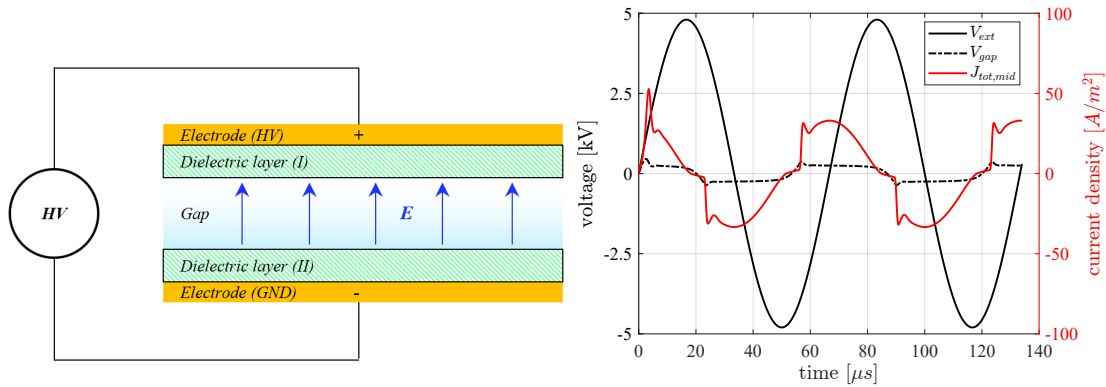 Electrode (HV) +
Dielectric layer (I)
HV
Gap
E
Dielectric layer (II)
Electrode (GND) -
5
2.5
0
-2.5
-5
voltage [kV]
0 20 40 60 80 100 120 140
time [μs]
100
50
0
-50
-100
current density [A/m²]
V_ext
V_gap
J_tot,mid